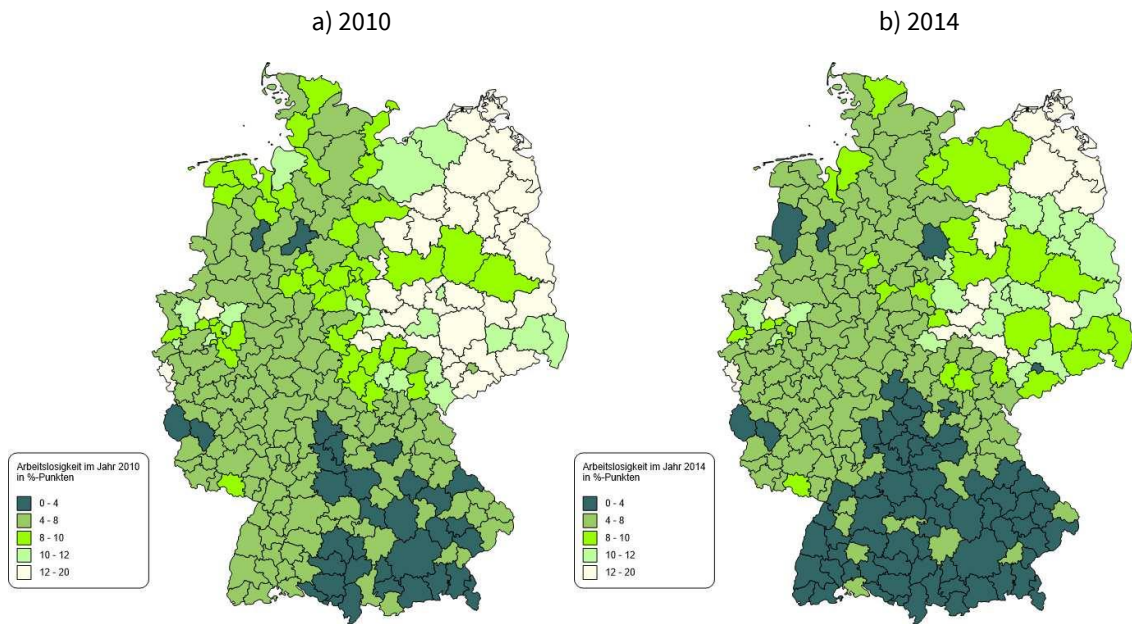 a) 2010
b) 2014
Arbeitslosigkeit im Jahr 2010
in %-Punkten
0 - 4
4 - 8
8 - 10
10 - 12
12 - 20
Arbeitslosigkeit im Jahr 2014
in %-Punkten
0 - 4
4 - 8
8 - 10
10 - 12
12 - 20